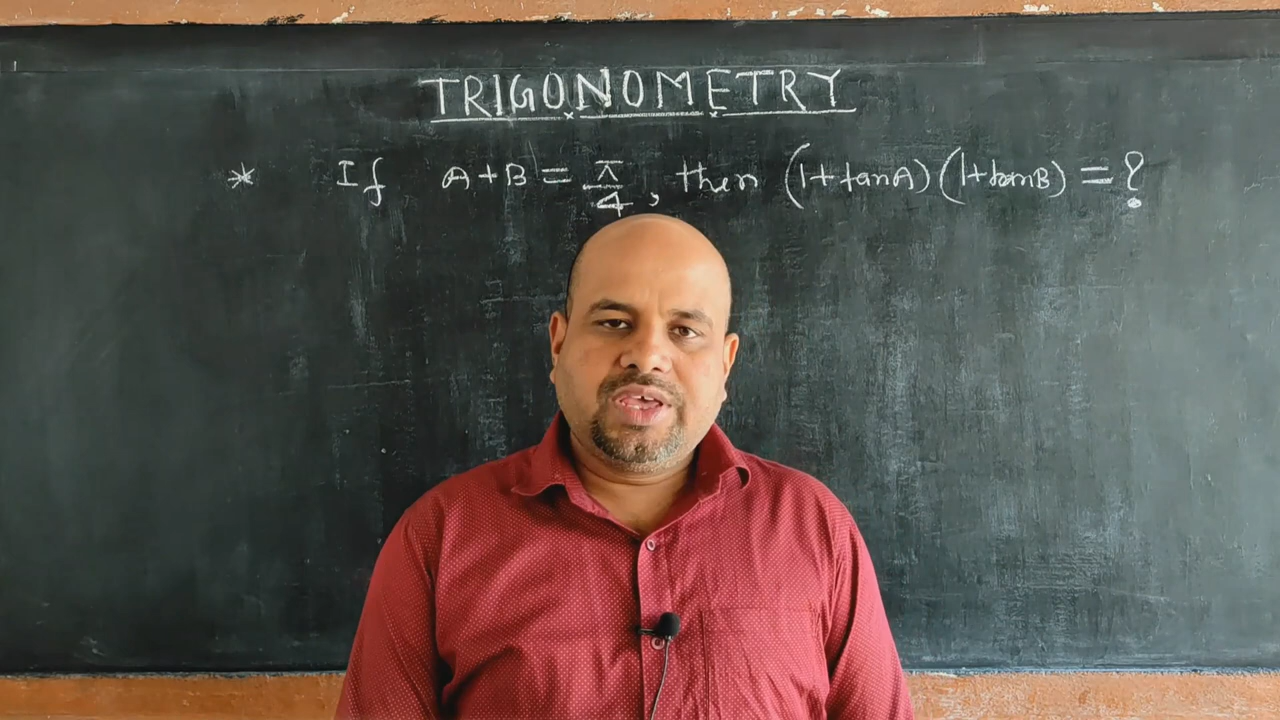 TRIGONOMETRY
* If A+B = π/4, then (1+tanA)(1+tanB) = ?